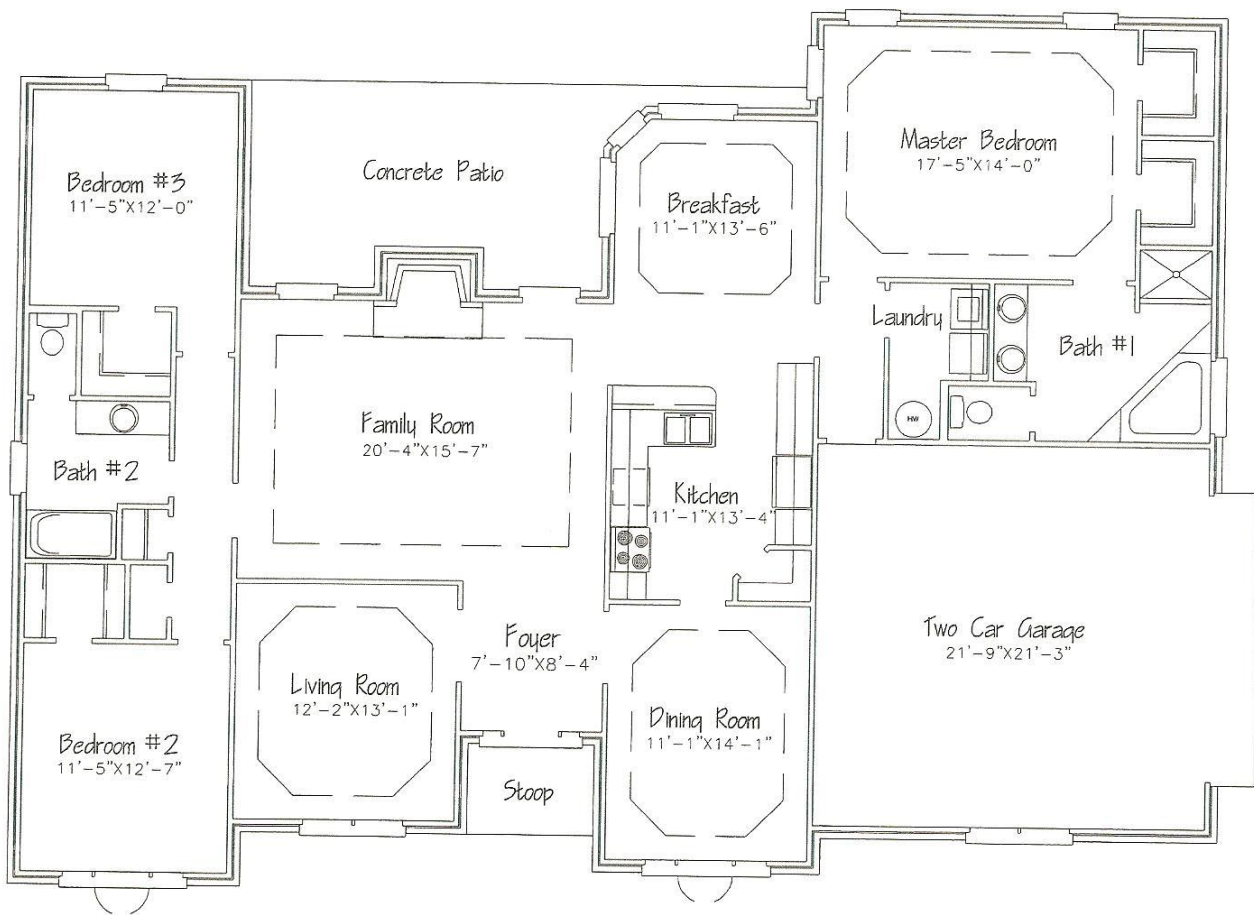 Master Bedroom
17'-5"X14'-0"
Concrete Patio
Bedroom #3
11'-5"X12'-0"
Breakfast
11'-1"X13'-6"
Laundry
Bath #1
Family Room
20'-4"X15'-7"
HW
Bath #2
Kitchen
11'-1"X13'-4"
Foyer
7'-10"X8'-4"
Two Car Garage
21'-9"X21'-3"
Living Room
12'-2"X13'-1"
Dining Room
11'-1"X14'-1"
Bedroom #2
11'-5"X12'-7"
Stoop